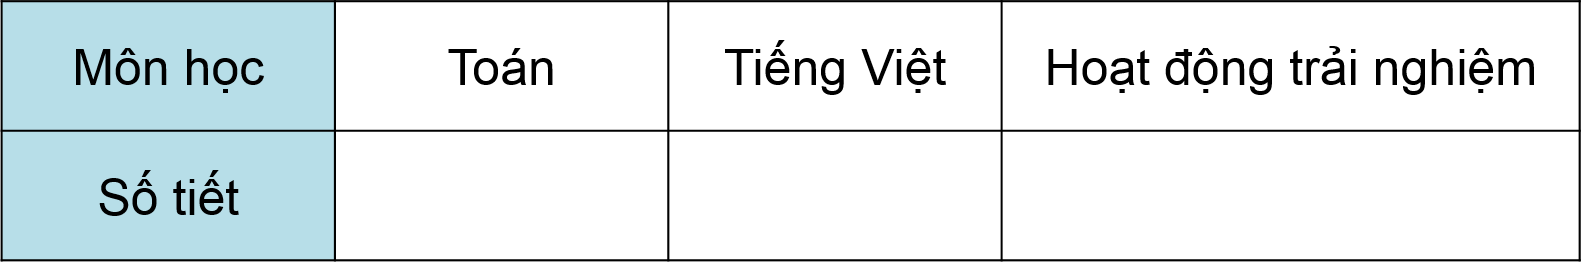 Môn học Toán Tiếng Việt Hoạt động trải nghiệm
Số tiết